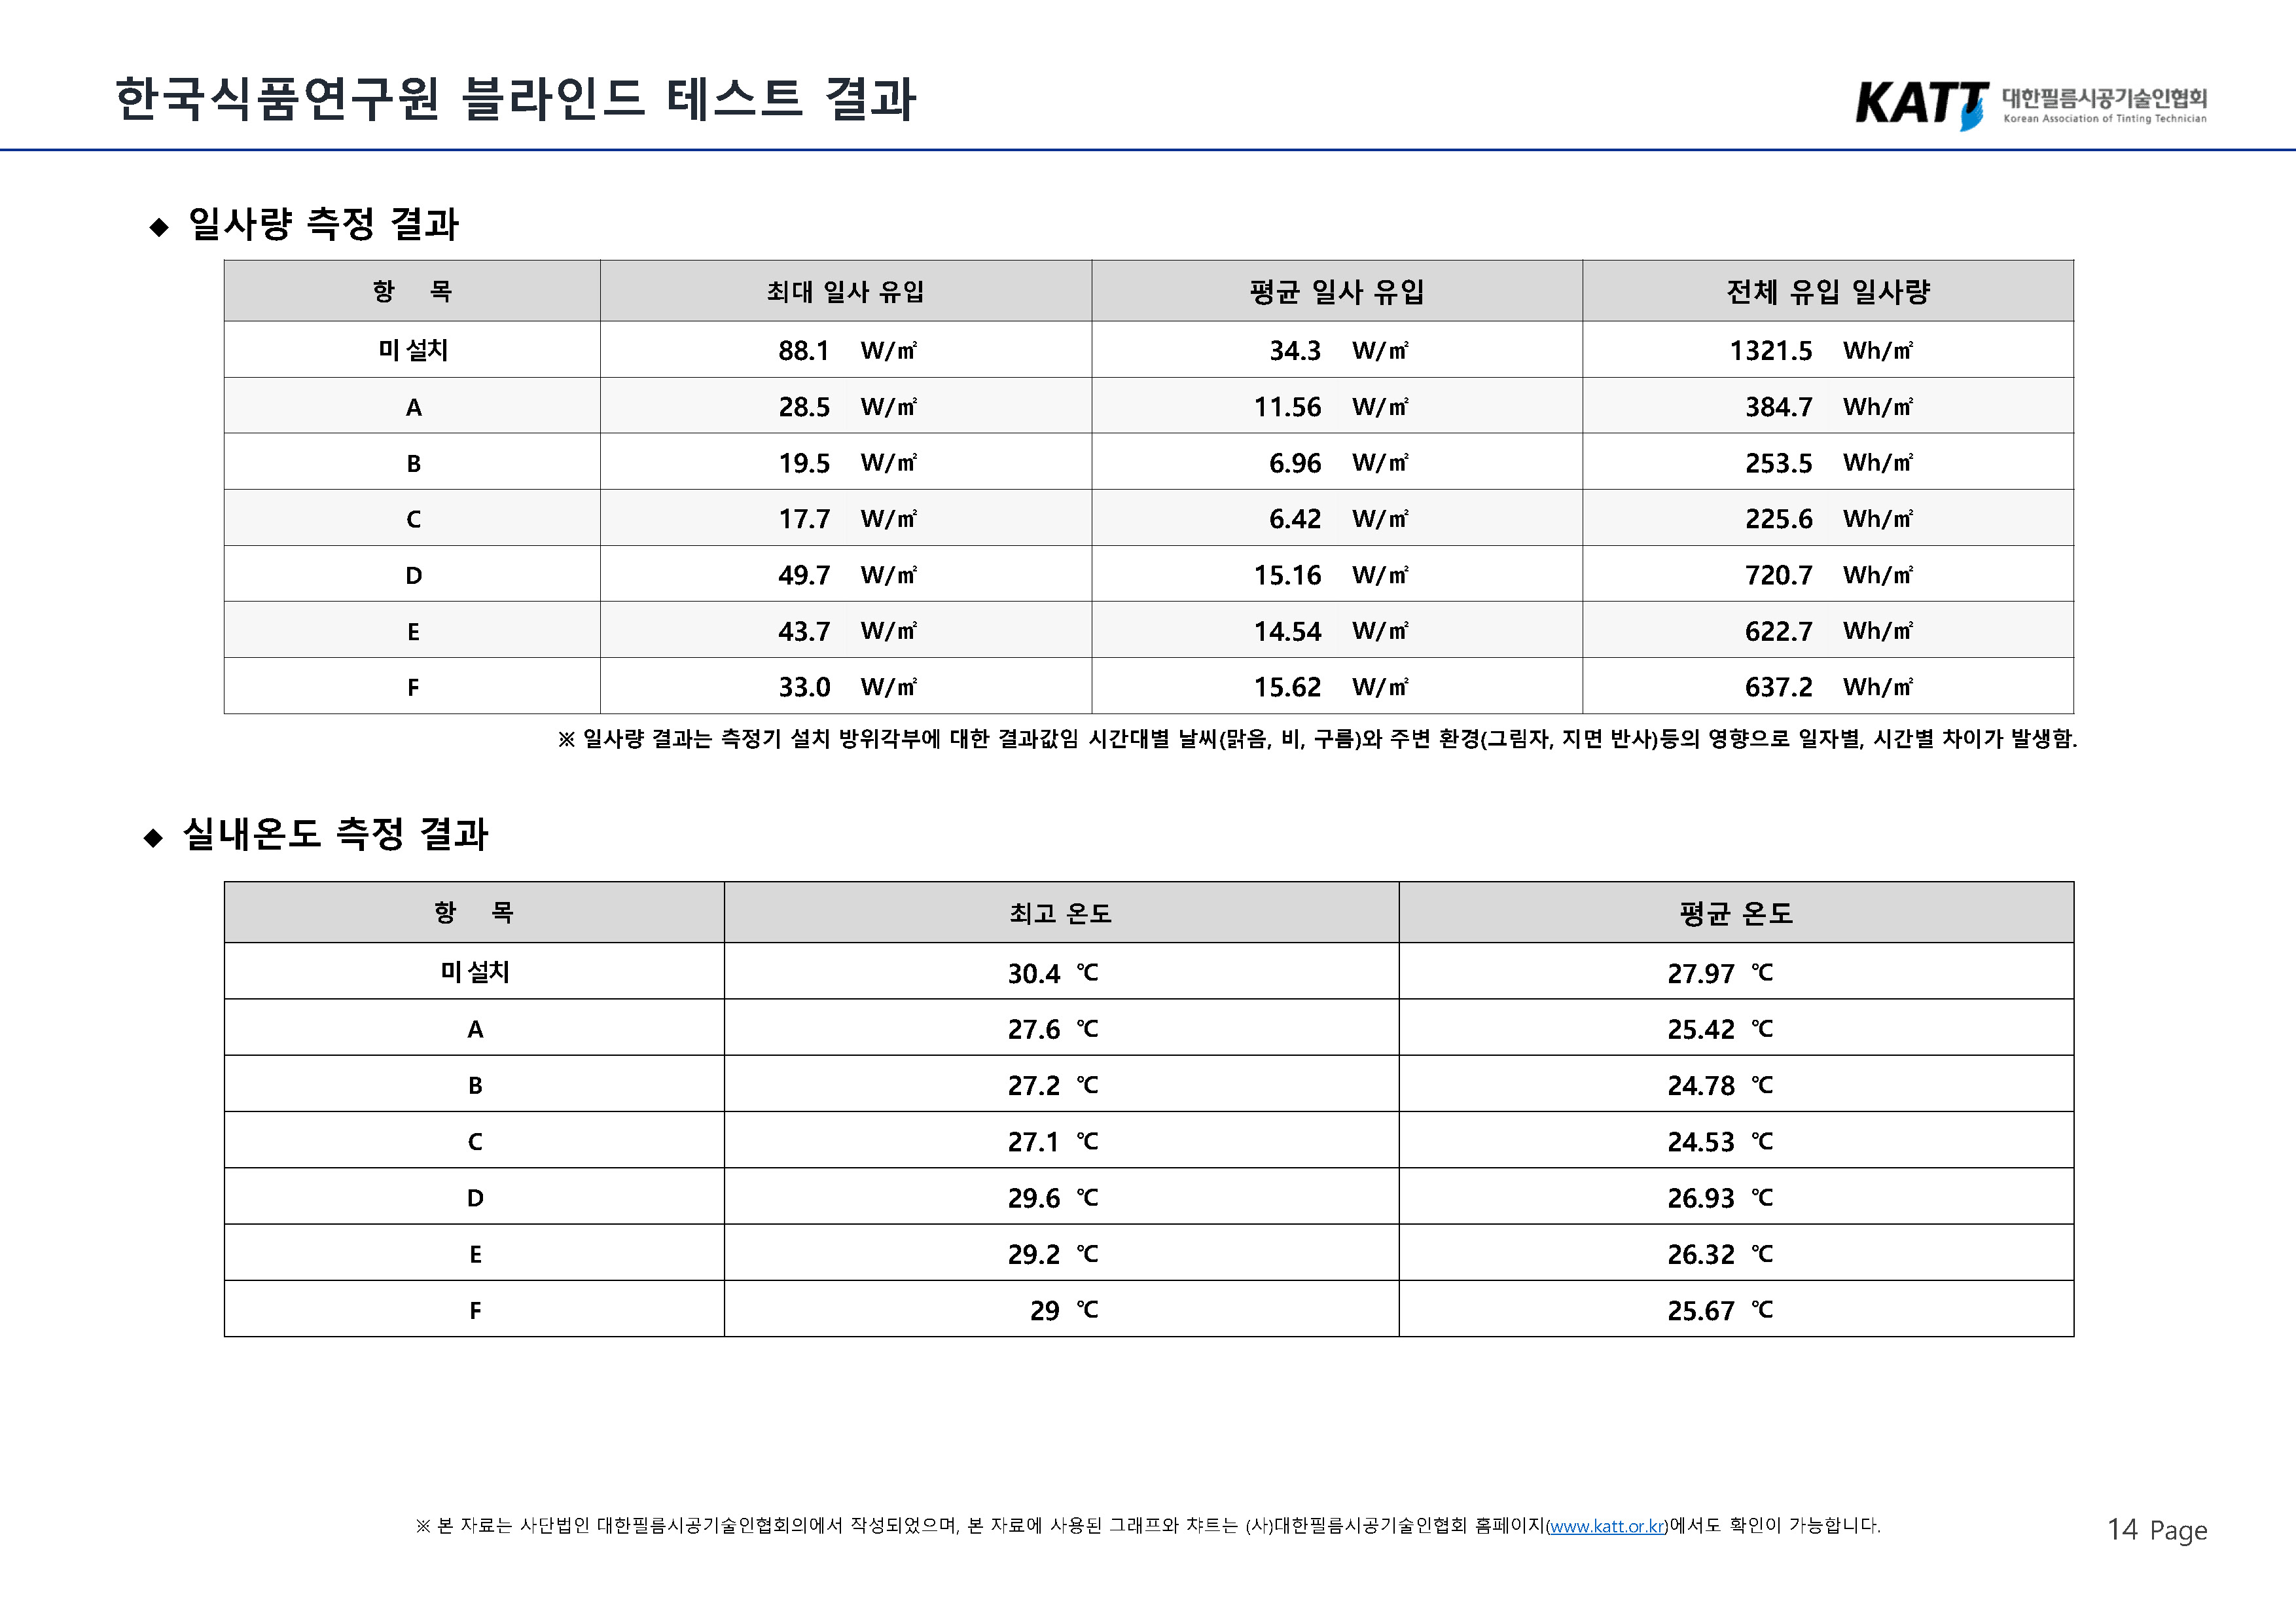 한국식품연구원 블라인드 테스트 결과
KATT 대한필름시공기술인협회
Korean Association of Tinting Technician
◆ 일사량 측정 결과
항 목 최대 일사 유입 평균 일사 유입 전체 유입 일사량
미 설치 88.1 W/㎡ 34.3 W/㎡ 1321.5 Wh/㎡
A 28.5 W/㎡ 11.56 W/㎡ 384.7 Wh/㎡
B 19.5 W/㎡ 6.96 W/㎡ 253.5 Wh/㎡
C 17.7 W/㎡ 6.42 W/㎡ 225.6 Wh/㎡
D 49.7 W/㎡ 15.16 W/㎡ 720.7 Wh/㎡
E 43.7 W/㎡ 14.54 W/㎡ 622.7 Wh/㎡
F 33.0 W/㎡ 15.62 W/㎡ 637.2 Wh/㎡
※ 일사량 결과는 측정기 설치 방위각부에 대한 결과값임 시간대별 날씨(맑음, 비, 구름)와 주변 환경(그림자, 지면 반사)등의 영향으로 일자별, 시간별 차이가 발생함.
◆ 실내온도 측정 결과
항 목 최고 온도 평균 온도
미 설치 30.4 ℃ 27.97 ℃
A 27.6 ℃ 25.42 ℃
B 27.2 ℃ 24.78 ℃
C 27.1 ℃ 24.53 ℃
D 29.6 ℃ 26.93 ℃
E 29.2 ℃ 26.32 ℃
F 29 ℃ 25.67 ℃
※ 본 자료는 사단법인 대한필름시공기술인협회의에서 작성되었으며, 본 자료에 사용된 그래프와 챠트는 (사)대한필름시공기술인협회 홈페이지(www.katt.or.kr)에서도 확인이 가능합니다.
14 Page